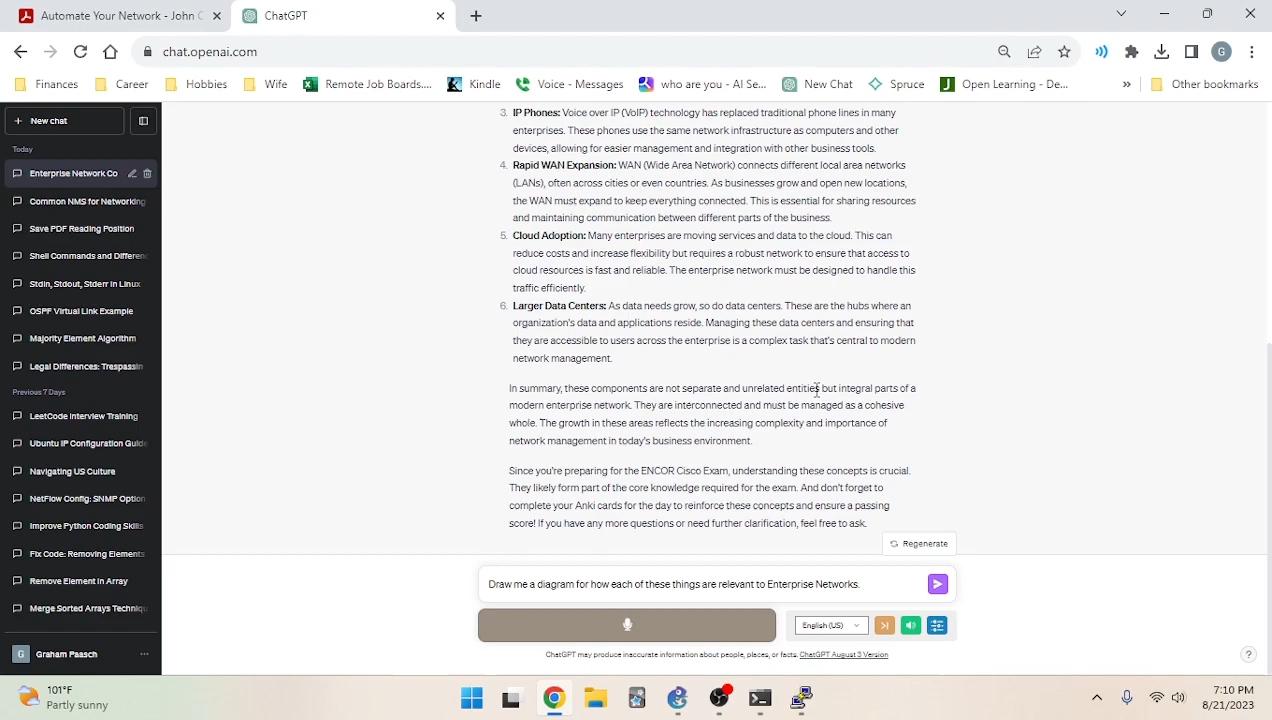 Automate Your Network - John C
ChatGPT
chat.openai.com
G
Finances
Career
Hobbies
Wife
Remote Job Boards....
Kindle
Voice - Messages
who are you - AI Se...
New Chat
Spruce
Open Learning - De...
»
Other bookmarks
+ New chat
Today
Enterprise Network Co
Common NMS for Networking
Save PDF Reading Position
Shell Commands and Differenc
Stdin, Stdout, Stderr in Linux
OSPF Virtual Link Example
Majority Element Algorithm
Legal Differences: Trespassin
Previous 7 Days
LeetCode Interview Training
Ubuntu IP Configuration Guide
Navigating US Culture
NetFlow Config: SNMP Option
Improve Python Coding Skills
Fix Code: Removing Elements
Remove Element in Array
Merge Sorted Arrays Techniqu
G Graham Paasch ...
3. IP Phones: Voice over IP (VoIP) technology has replaced traditional phone lines in many
enterprises. These phones use the same network infrastructure as computers and other
devices, allowing for easier management and integration with other business tools.
4. Rapid WAN Expansion: WAN (Wide Area Network) connects different local area networks
(LANs), often across cities or even countries. As businesses grow and open new locations,
the WAN must expand to keep everything connected. This is essential for sharing resources
and maintaining communication between different parts of the business.
5. Cloud Adoption: Many enterprises are moving services and data to the cloud. This can
reduce costs and increase flexibility but requires a robust network to ensure that access to
cloud resources is fast and reliable. The enterprise network must be designed to handle this
traffic efficiently.
6. Larger Data Centers: As data needs grow, so do data centers. These are the hubs where an
organization's data and applications reside. Managing these data centers and ensuring that
they are accessible to users across the enterprise is a complex task that's central to modern
network management.
In summary, these components are not separate and unrelated entities but integral parts of a
modern enterprise network. They are interconnected and must be managed as a cohesive
whole. The growth in these areas reflects the increasing complexity and importance of
network management in today's business environment.
Since you're preparing for the ENCOR Cisco Exam, understanding these concepts is crucial.
They likely form part of the core knowledge required for the exam. And don't forget to
complete your Anki cards for the day to reinforce these concepts and ensure a passing
score! If you have any more questions or need further clarification, feel free to ask.
Regenerate
Draw me a diagram for how each of these things are relevant to Enterprise Networks.
English (US)
ChatGPT may produce inaccurate information about people, places, or facts. ChatGPT August 3 Version
?
101°F
Partly sunny
7:10 PM
8/21/2023